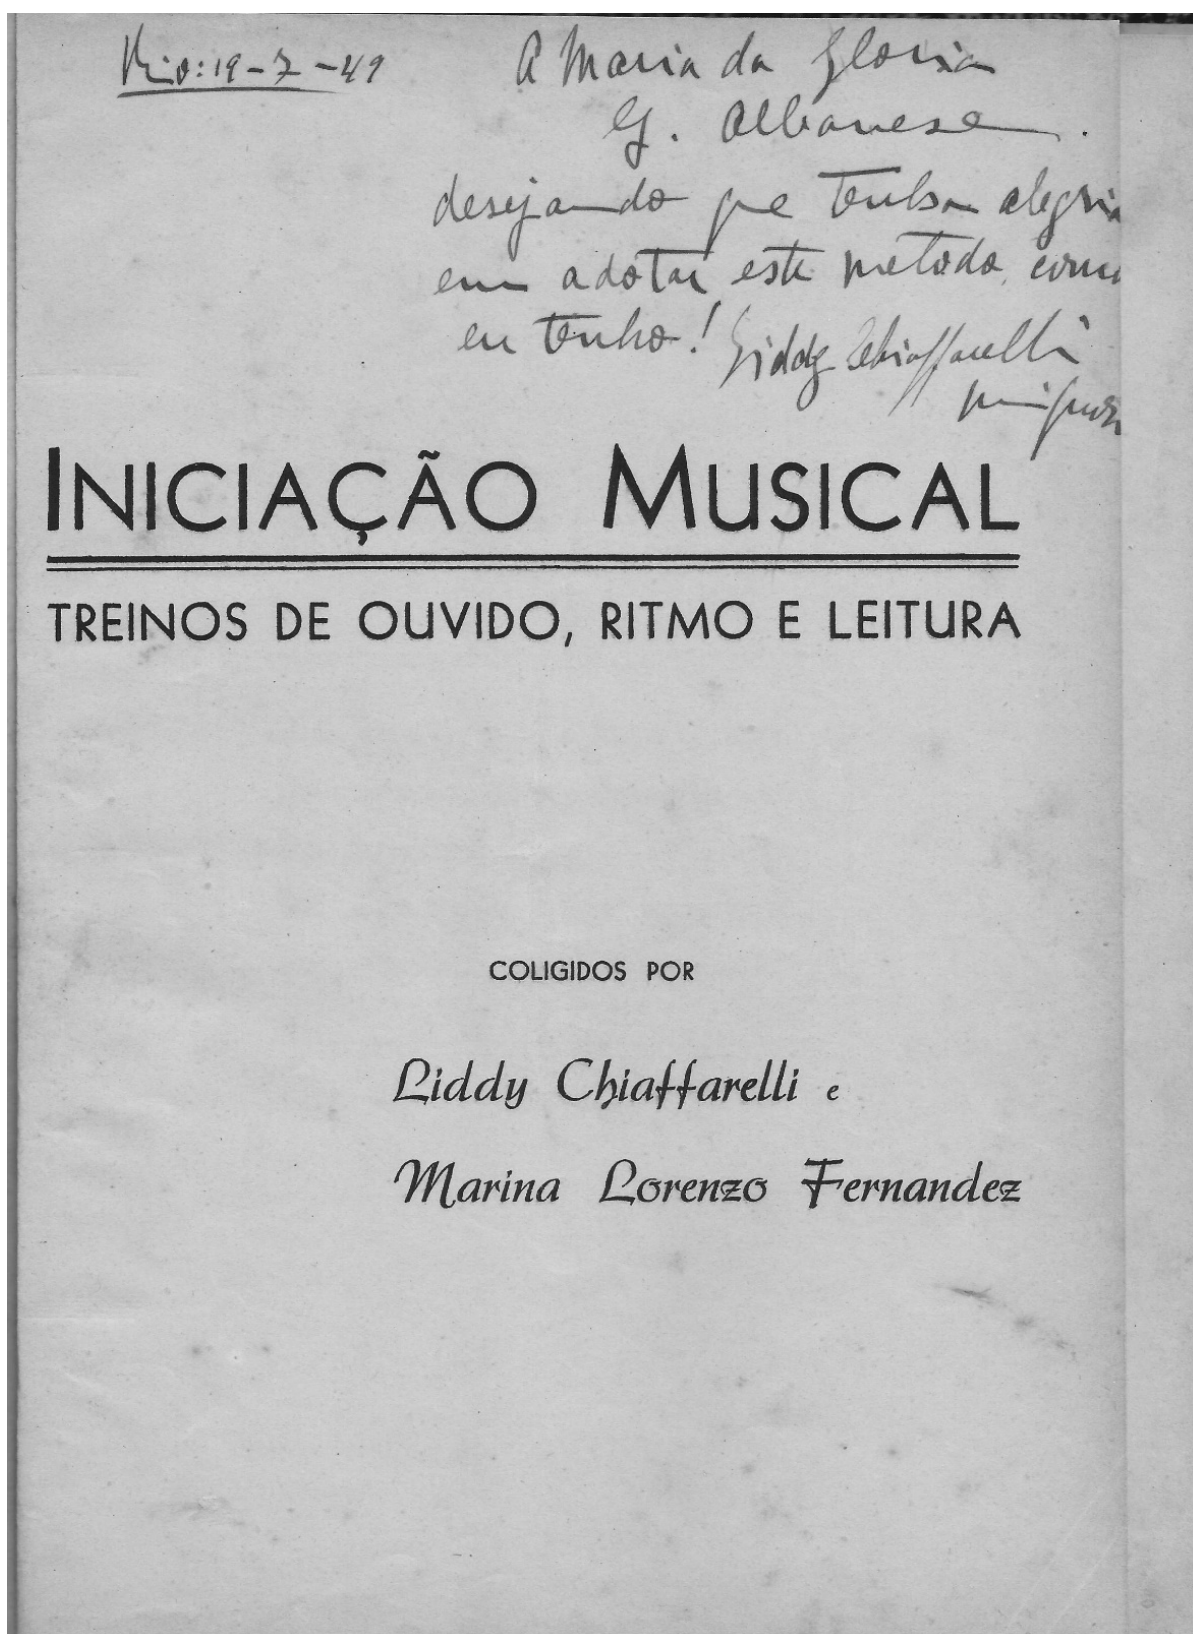 Rio: 19-7-49
A Maria da Gloria
G. Albanese.
desejando que tenha alegria
em adotar este metodo, como
eu tenho! Liddy Chiaffarelli
Mignone
INICIAÇÃO MUSICAL
TREINOS DE OUVIDO, RITMO E LEITURA
COLIGIDOS POR
Liddy Chiaffarelli e
Marina Lorenzo Fernandez